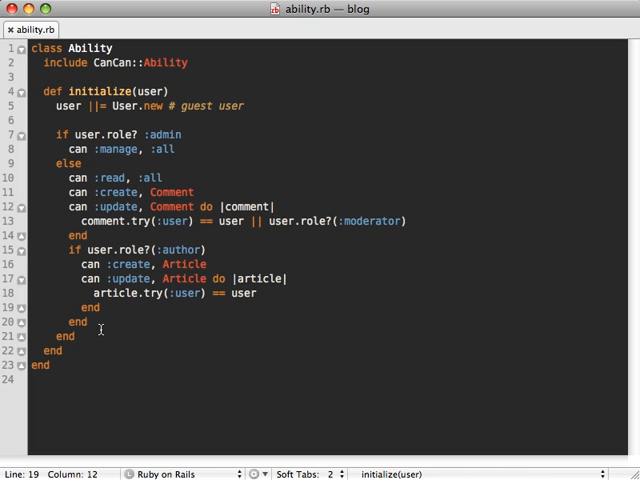 ability.rb — blog
ability.rb
1 class Ability
2 include CanCan::Ability
3
4 def initialize(user)
5 user ||= User.new # guest user
6
7 if user.role? :admin
8 can :manage, :all
9 else
10 can :read, :all
11 can :create, Comment
12 can :update, Comment do |comment|
13 comment.try(:user) == user || user.role?(:moderator)
14 end
15 if user.role?(:author)
16 can :create, Article
17 can :update, Article do |article|
18 article.try(:user) == user
19 end
20 end
21 end
22 end
23 end
24
Line: 19 Column: 12 Ruby on Rails Soft Tabs: 2 initialize(user)